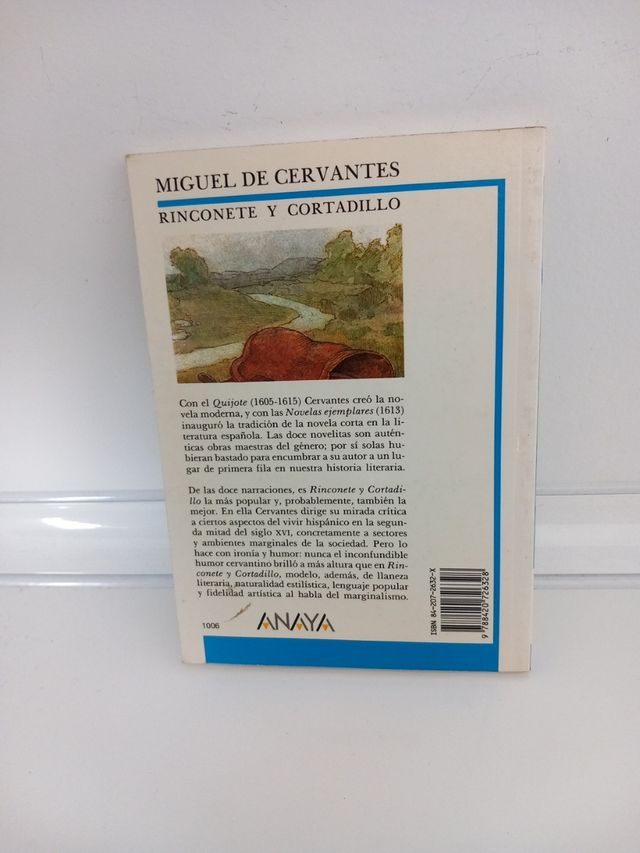 MIGUEL DE CERVANTES
RINCONETE Y CORTADILLO
Con el Quijote (1605-1615) Cervantes creó la no-
vela moderna, y con las Novelas ejemplares (1613)
inauguró la tradición de la novela corta en la li-
teratura española. Las doce novelitas son autén-
ticas obras maestras del género; por sí solas hu-
bieran bastado para encumbrar a su autor a un lu-
gar de primera fila en nuestra historia literaria.
De las doce narraciones, es Rinconete y Cortadi-
llo la más popular y, probablemente, también la
mejor. En ella Cervantes dirige su mirada crítica
a ciertos aspectos del vivir hispánico en la segun-
da mitad del siglo XVI, concretamente a sectores
y ambientes marginales de la sociedad. Pero lo
hace con ironía y humor: nunca el inconfundible
humor cervantino brilló a más altura que en Rin-
conete y Cortadillo, modelo, además, de llaneza
literaria, naturalidad estilística, lenguaje popular
y fidelidad artística al habla del marginalismo.
1006
ANAYA
ISBN 84-207-2632-X
9 788420 726328